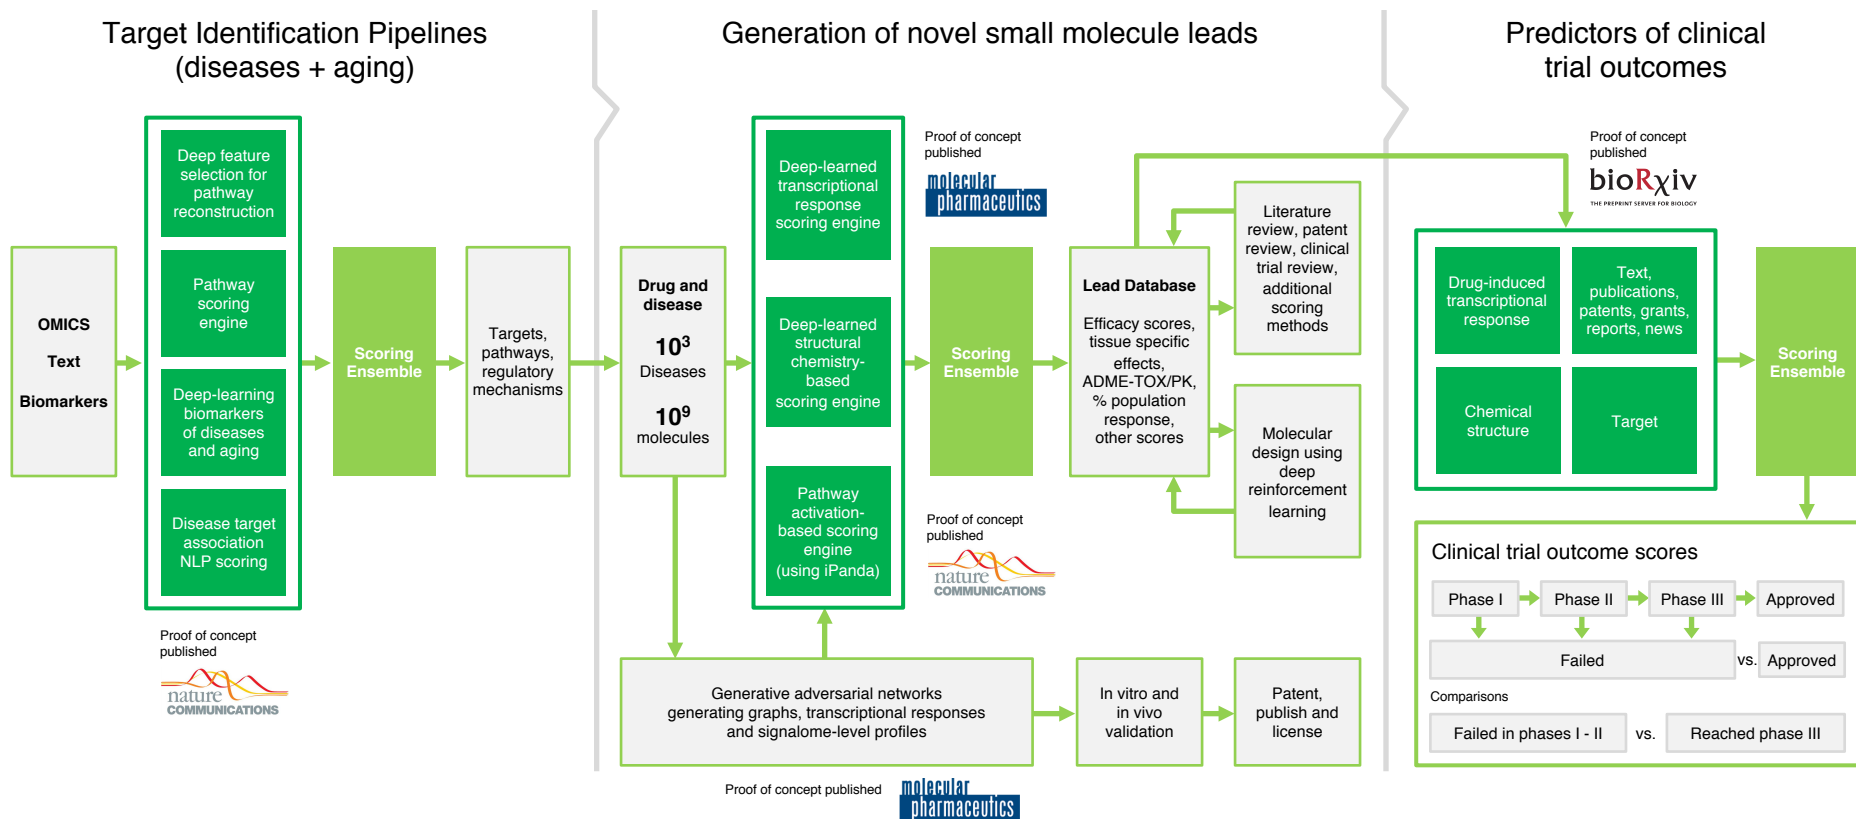 Target Identification Pipelines
(diseases + aging)
Generation of novel small molecule leads
Predictors of clinical
trial outcomes
OMICS
Text
Biomarkers
Deep feature
selection for
pathway
reconstruction
Pathway
scoring
engine
Deep-learning
biomarkers
of diseases
and aging
Disease target
association
NLP scoring
Proof of concept
published
nature
COMMUNICATIONS
Scoring
Ensemble
Targets,
pathways,
regulatory
mechanisms
Drug and
disease
10³
Diseases
10⁹
molecules
Deep-learned
transcriptional
response
scoring engine
Deep-learned
structural
chemistry-
based
scoring engine
Pathway
activation-
based scoring
engine
(using iPanda)
Proof of concept
published
molecular
pharmaceutics
Scoring
Ensemble
Proof of concept
published
nature
COMMUNICATIONS
Lead Database
Efficacy scores,
tissue specific
effects,
ADME-TOX/PK,
% population
response,
other scores
Literature
review, patent
review, clinical
trial review,
additional
scoring
methods
Molecular
design using
deep
reinforcement
learning
Generative adversarial networks
generating graphs, transcriptional responses
and signalome-level profiles
In vitro and
in vivo
validation
Patent,
publish and
license
Proof of concept published
molecular
pharmaceutics
Proof of concept
published
bioRχiv
THE PREPRINT SERVER FOR BIOLOGY
Drug-induced
transcriptional
response
Text,
publications,
patents, grants,
reports, news
Chemical
structure
Target
Scoring
Ensemble
Clinical trial outcome scores
Phase I
Phase II
Phase III
Approved
Failed
vs.
Approved
Comparisons
Failed in phases I - II
vs.
Reached phase III